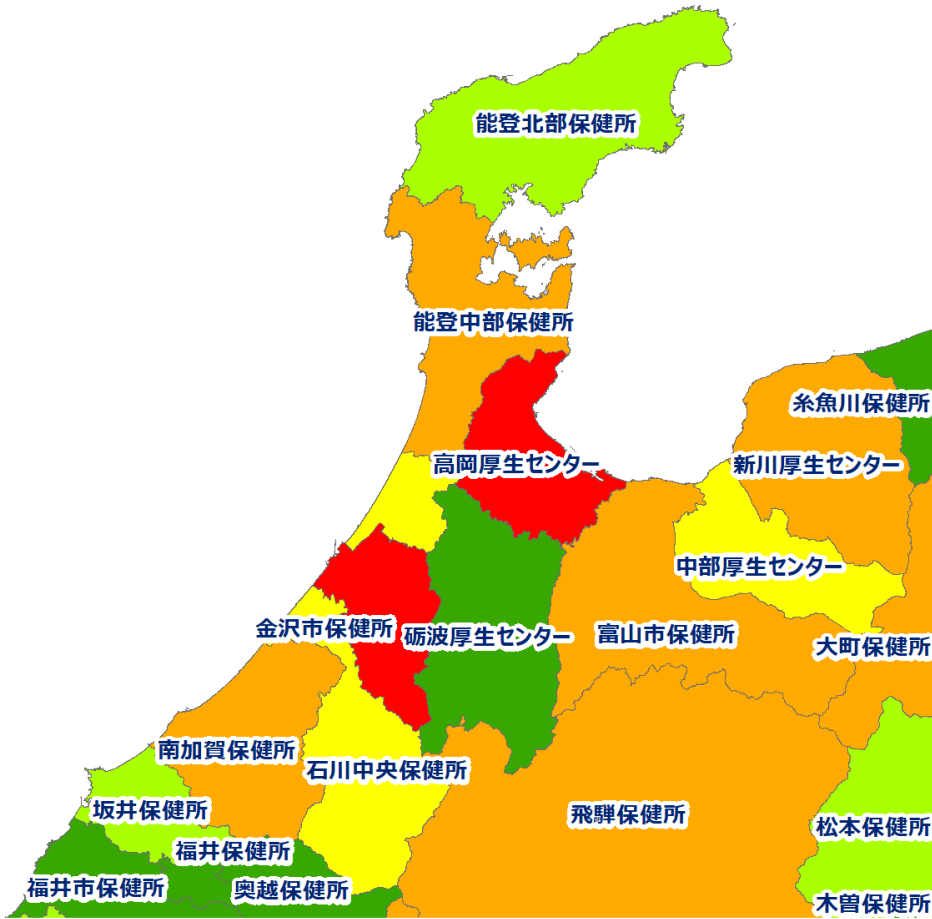 能登北部保健所
能登中部保健所
糸魚川保健所
高岡厚生センター
新川厚生センター
中部厚生センター
金沢市保健所
砺波厚生センター
富山市保健所
大町保健所
南加賀保健所
石川中央保健所
坂井保健所
飛騨保健所
松本保健所
福井保健所
福井市保健所
奥越保健所
木曽保健所